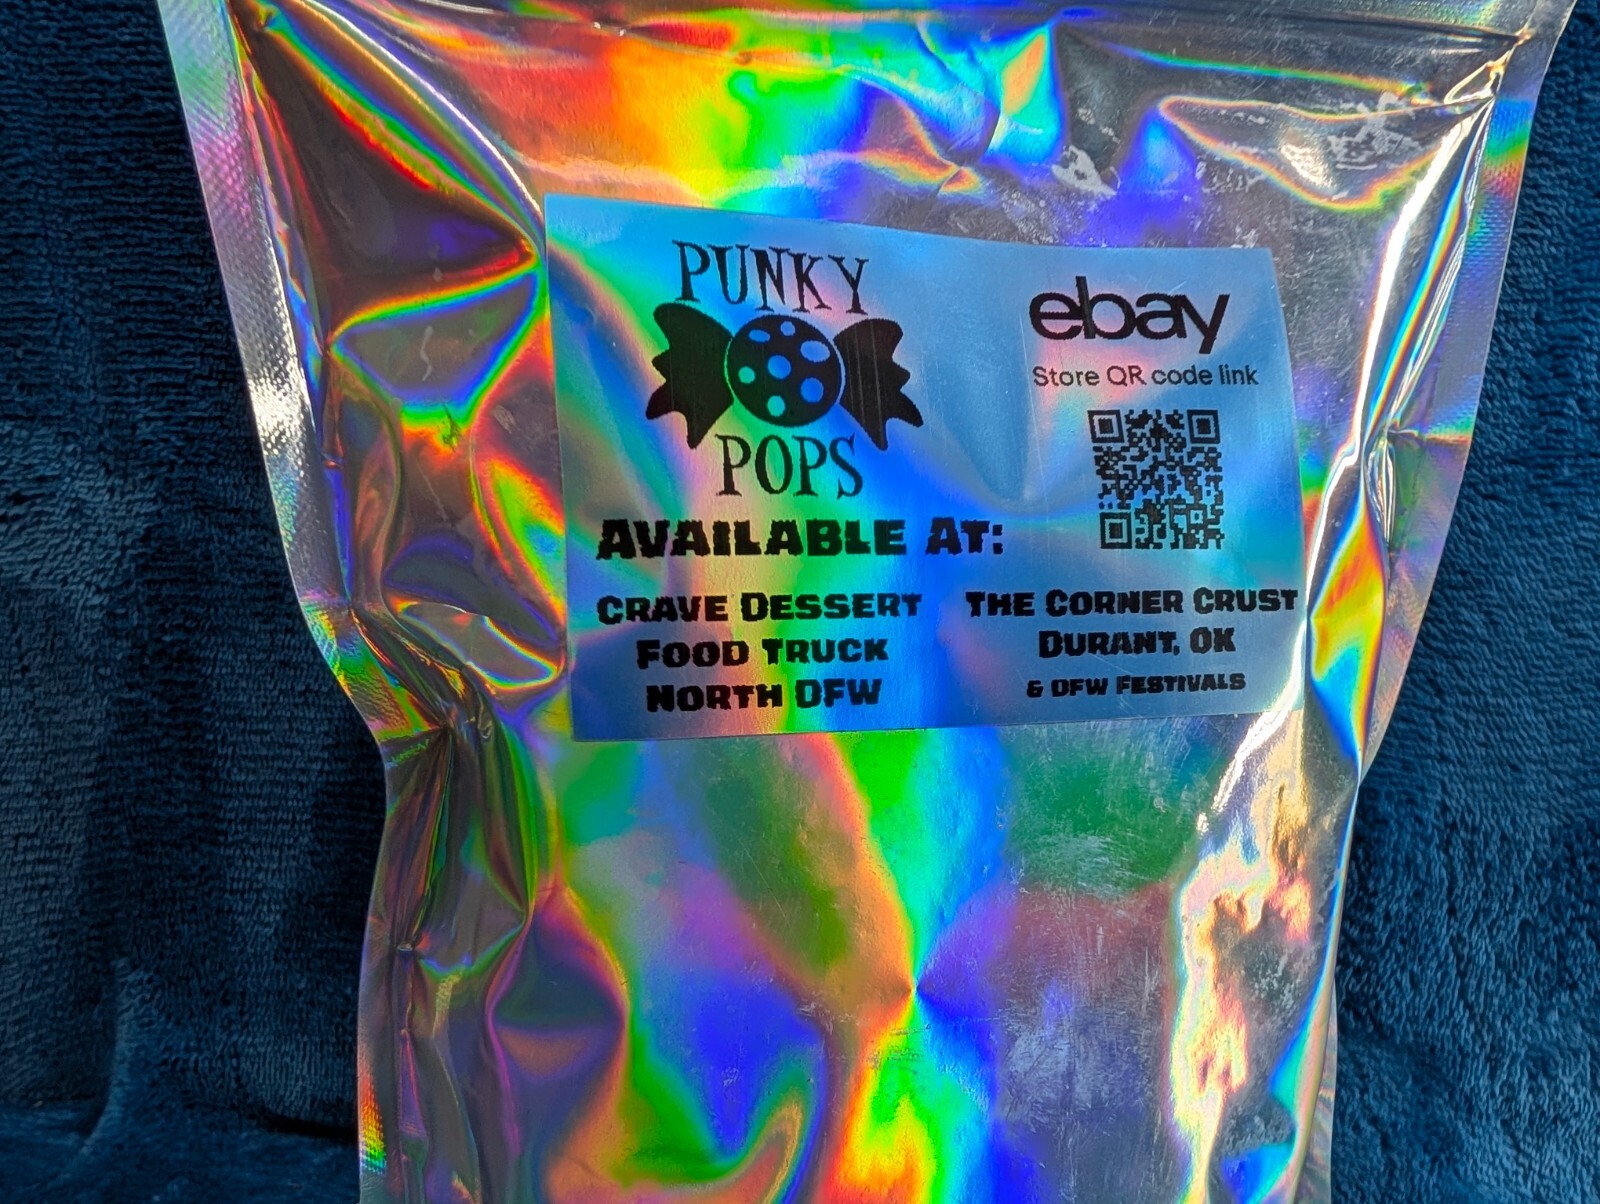 PUNKY
POPS
ebay
Store QR code link
AVAILABLE AT:
CRAVE DESSERT
FOOD TRUCK
NORTH DFW
THE CORNER CRUST
DURANT, OK
& DFW FESTIVALS